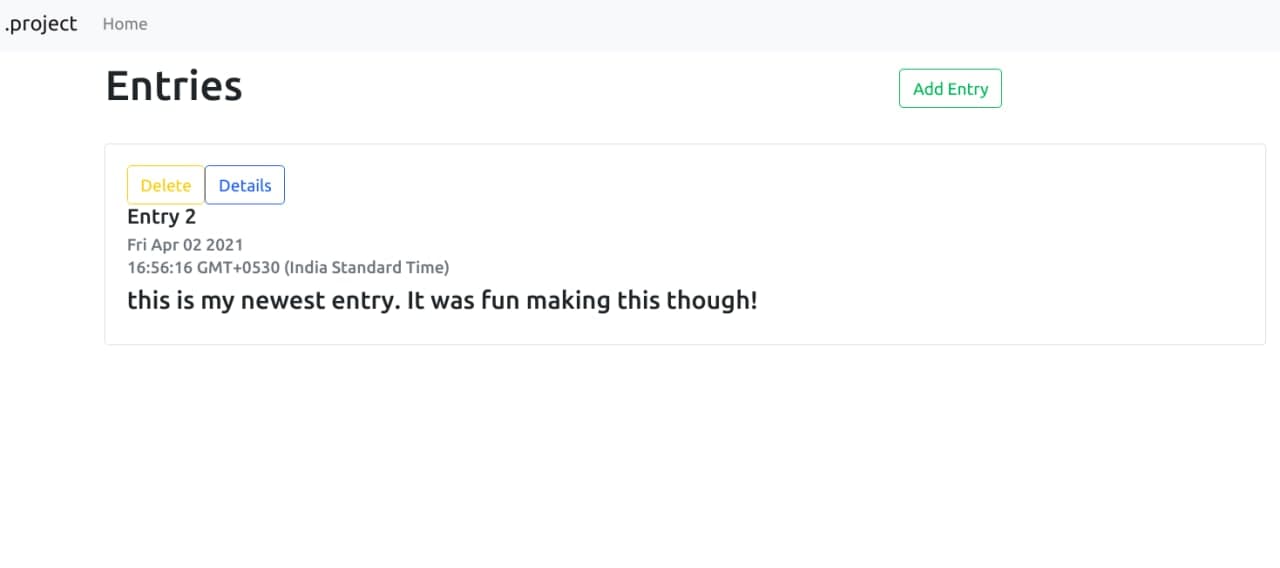 .project Home
Entries Add Entry
Delete Details
Entry 2
Fri Apr 02 2021
16:56:16 GMT+0530 (India Standard Time)
this is my newest entry. It was fun making this though!